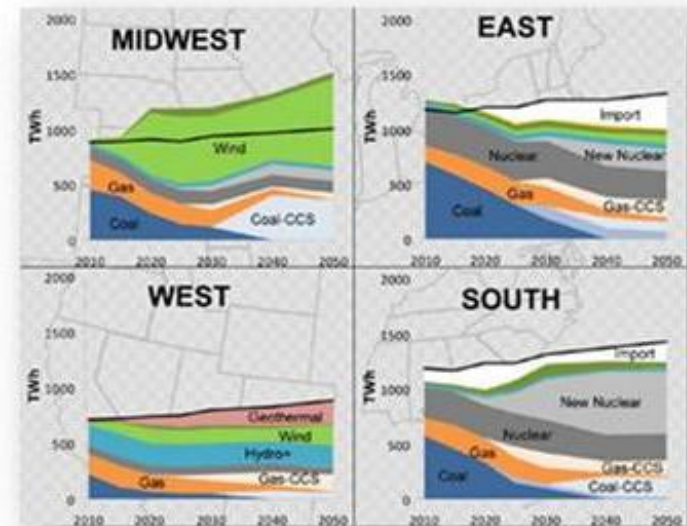 MIDWEST
2000
1500
1000
500
0
TWh
Wind
Gas
Coal
Coal-CCS
2010 2020 2030 2040 2050
EAST
2000
1500
1000
500
0
TWh
Import
Nuclear
New Nuclear
Gas
Gas-CCS
Coal
2010 2020 2030 2040 2050
WEST
2000
1500
1000
500
0
TWh
Geothermal
Wind
Hydro+
Gas
Gas-CCS
2010 2020 2030 2040 2050
SOUTH
2000
1500
1000
500
0
TWh
Import
New Nuclear
Nuclear
Gas
Gas-CCS
Coal
Coal-CCS
2010 2020 2030 2040 2050